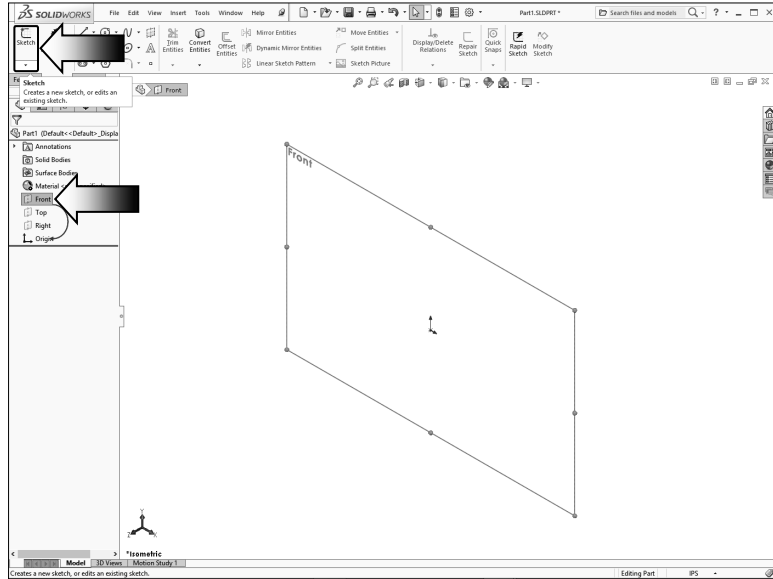 SOLIDWORKS File Edit View Insert Tools Window Help Part1.SLDPRT * Search files and models ?
Sketch
Trim Entities
Convert Entities
Offset Entities
Mirror Entities
Dynamic Mirror Entities
Linear Sketch Pattern
Move Entities
Split Entities
Sketch Picture
Display/Delete Relations
Repair Sketch
Quick Snaps
Rapid Sketch
Modify Sketch
Sketch
Creates a new sketch, or edits an
existing sketch.
Front
Part1 (Default<<Default>_Displa
Annotations
Solid Bodies
Surface Bodies
Material
Front
Top
Right
Origin
Front
Y
Z X
*Isometric
Model 3D Views Motion Study 1
Creates a new sketch, or edits an existing sketch. Editing Part IPS